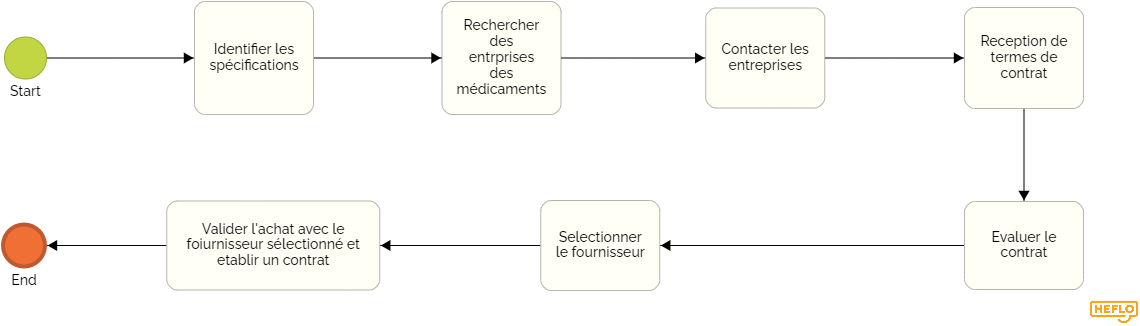 Start
Identifier les
spécifications
Rechercher
des
entrprises
des
médicaments
Contacter les
entreprises
Reception de
termes de
contrat
Evaluer le
contrat
Selectionner
le fournisseur
Valider l'achat avec le
foiurnisseur sélectionné et
etablir un contrat
End
HEFLO